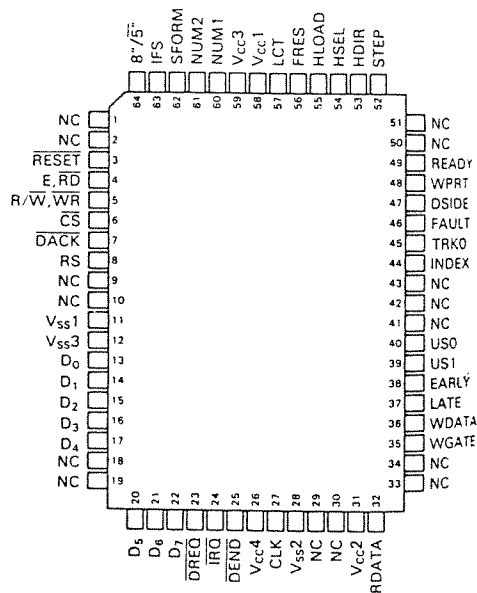 8"/5"
IFS
SFORM
NUM2
NUM1
Vcc3
Vcc1
LCT
FRES
HLOAD
HSEL
HDIR
STEP
64
63
62
61
60
59
58
57
56
55
54
53
52
NC 1
NC 2
RESET 3
E,RD 4
R/W,WR 5
CS 6
DACK 7
RS 8
NC 9
NC 10
Vss1 11
Vss3 12
D0 13
D1 14
D2 15
D3 16
D4 17
NC 18
NC 19
51 NC
50 NC
49 READY
48 WPRT
47 DSIDE
46 FAULT
45 TRK0
44 INDEX
43 NC
42 NC
41 NC
40 US0
39 US1
38 EARLY
37 LATE
36 WDATA
35 WGATE
34 NC
33 NC
20
21
22
23
24
25
26
27
28
29
30
31
32
D5
D6
D7
DREQ
IRQ
DEND
Vcc4
CLK
Vss2
NC
NC
Vcc2
RDATA